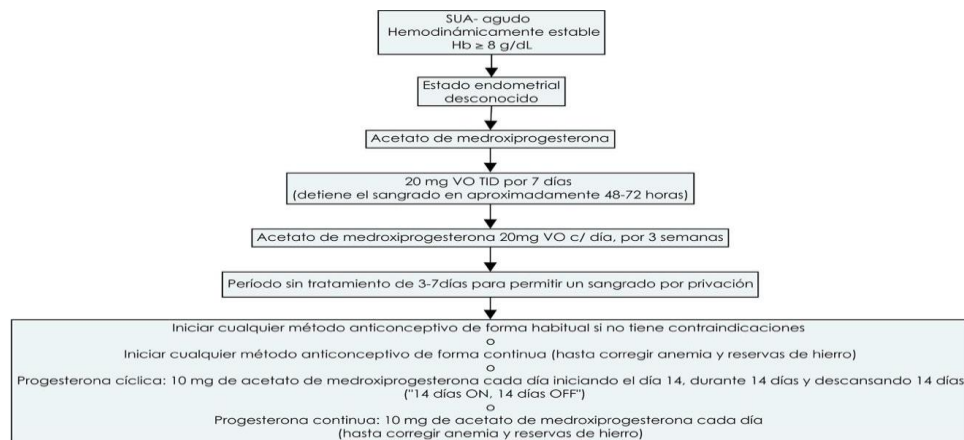 SUA- agudo
Hemodinámicamente estable
Hb ≥ 8 g/dL
Estado endometrial
desconocido
Acetato de medroxiprogesterona
20 mg VO TID por 7 días
(detiene el sangrado en aproximadamente 48-72 horas)
Acetato de medroxiprogesterona 20mg VO c/ día, por 3 semanas
Período sin tratamiento de 3-7días para permitir un sangrado por privación
Iniciar cualquier método anticonceptivo de forma habitual si no tiene contraindicaciones
o
Iniciar cualquier método anticonceptivo de forma continua (hasta corregir anemia y reservas de hierro)
o
Progesterona cíclica: 10 mg de acetato de medroxiprogesterona cada día iniciando el día 14, durante 14 días y descansando 14 días
("14 días ON, 14 días OFF")
o
Progesterona continua: 10 mg de acetato de medroxiprogesterona cada día
(hasta corregir anemia y reservas de hierro)